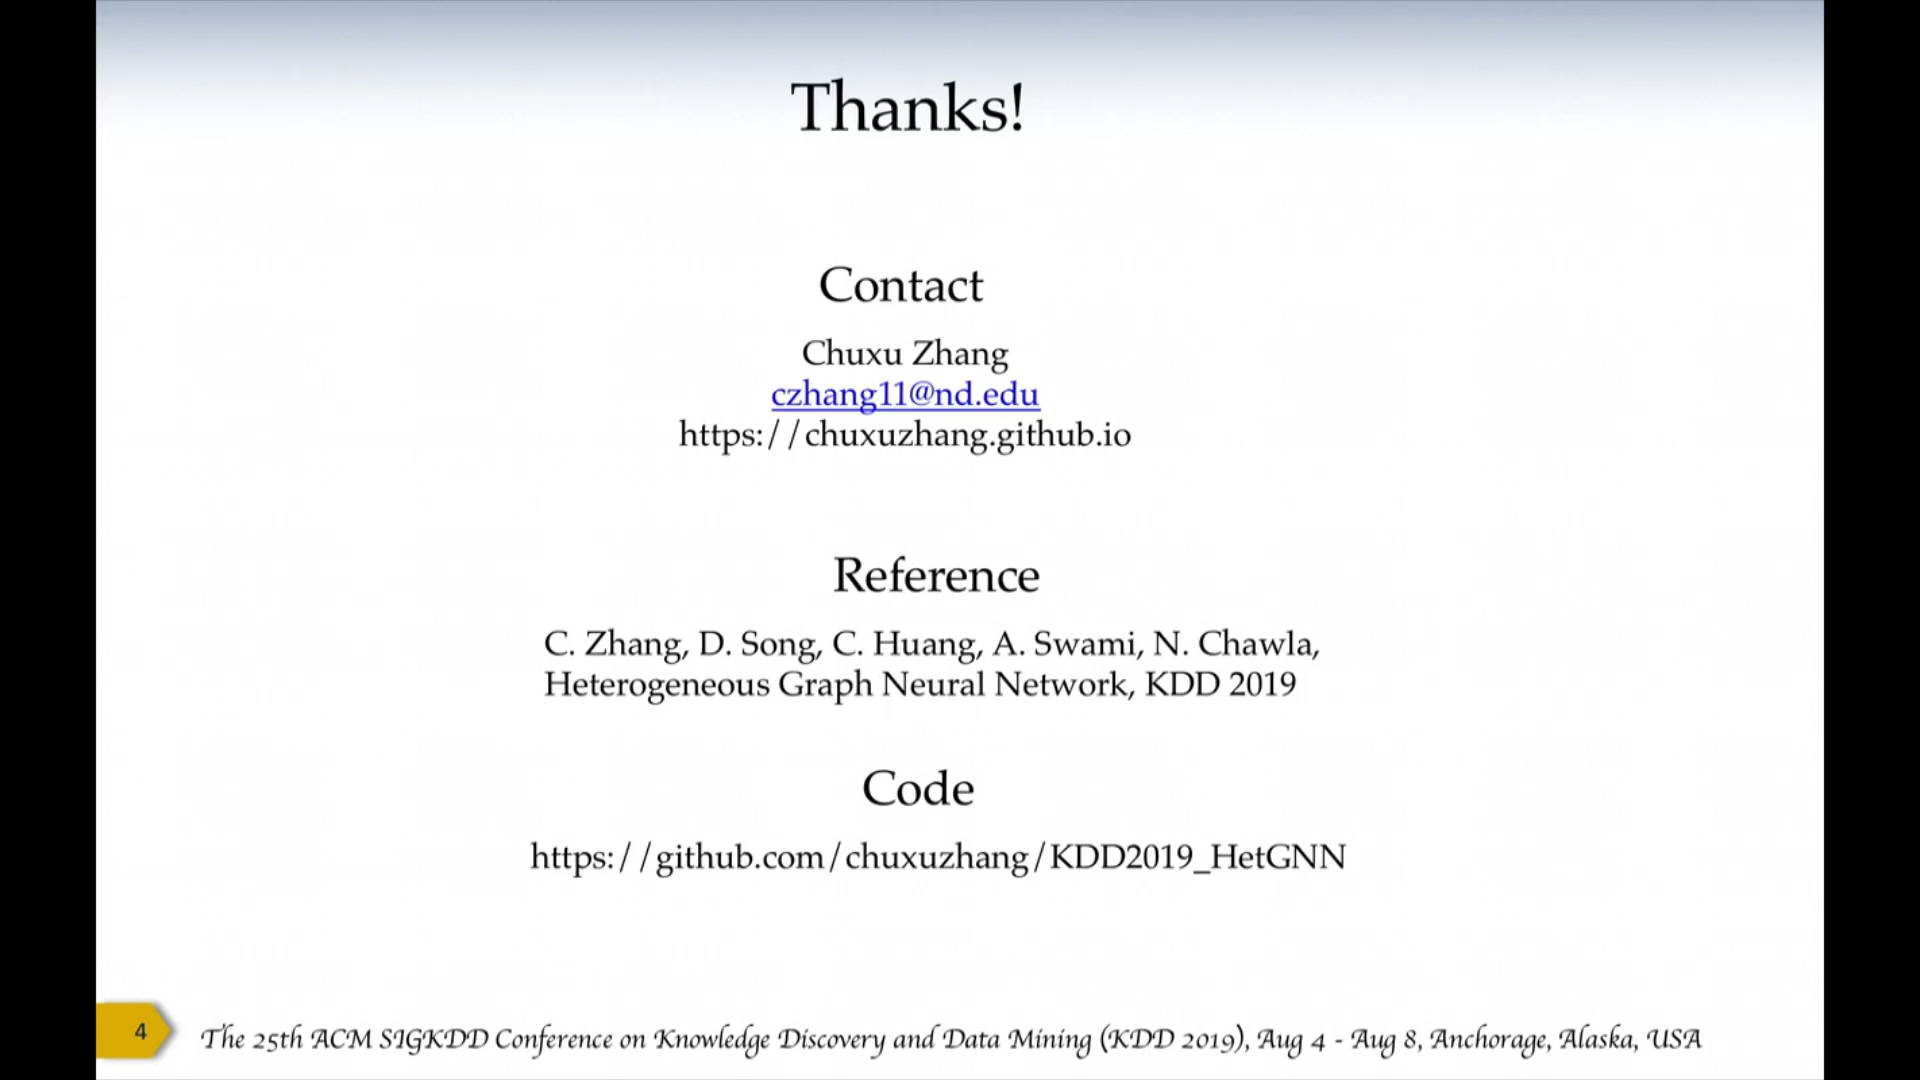 Thanks!
Contact
Chuxu Zhang
czhang11@nd.edu
https://chuxuzhang.github.io
Reference
C. Zhang, D. Song, C. Huang, A. Swami, N. Chawla,
Heterogeneous Graph Neural Network, KDD 2019
Code
https://github.com/chuxuzhang/KDD2019_HetGNN
4
The 25th ACM SIGKDD Conference on Knowledge Discovery and Data Mining (KDD 2019), Aug 4 - Aug 8, Anchorage, Alaska, USA